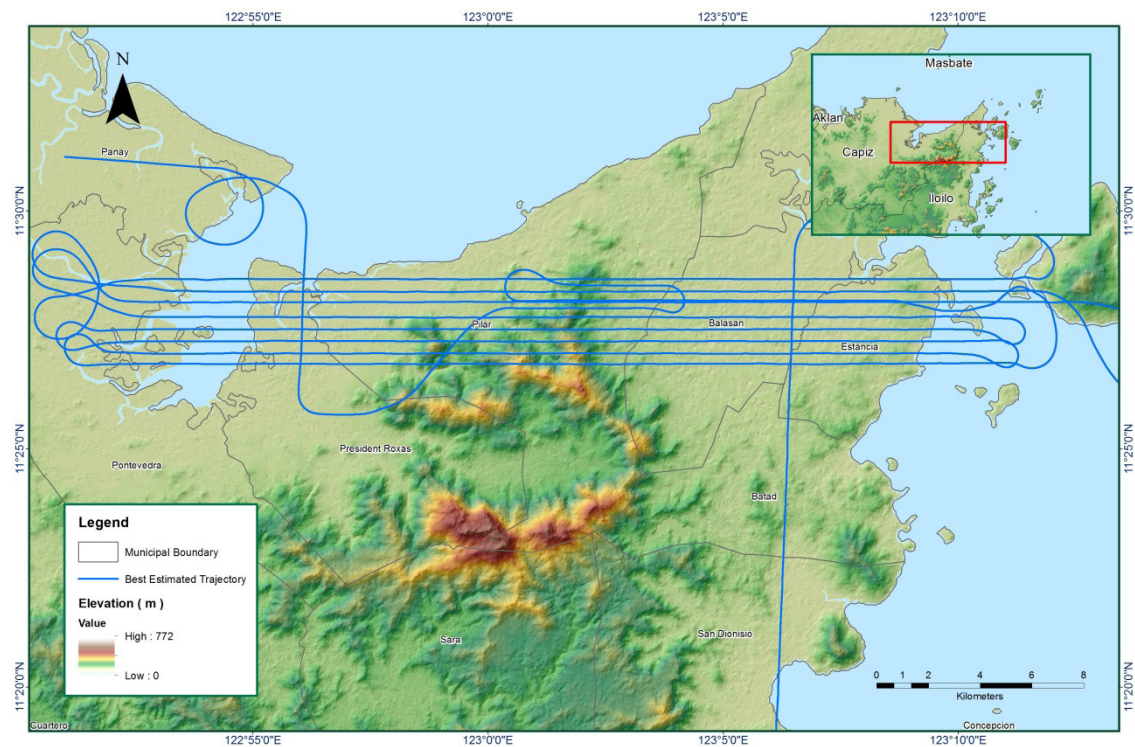 122°55'0"E 123°0'0"E 123°5'0"E 123°10'0"E
N
Masbate
Aklan
Capiz
Iloilo
Panay
11°30'0"N 11°30'0"N
Pilar
Balasan
Estancia
President Roxas
11°25'0"N 11°25'0"N
Pontevedra
Batad
Legend
Municipal Boundary
Best Estimated Trajectory
Elevation ( m )
Value
High : 772
Low : 0
Sara
San Dionisio
11°20'0"N 11°20'0"N
0 1 2 4 6 8
Kilometers
Cuartero
Concepcion
122°55'0"E 123°0'0"E 123°5'0"E 123°10'0"E